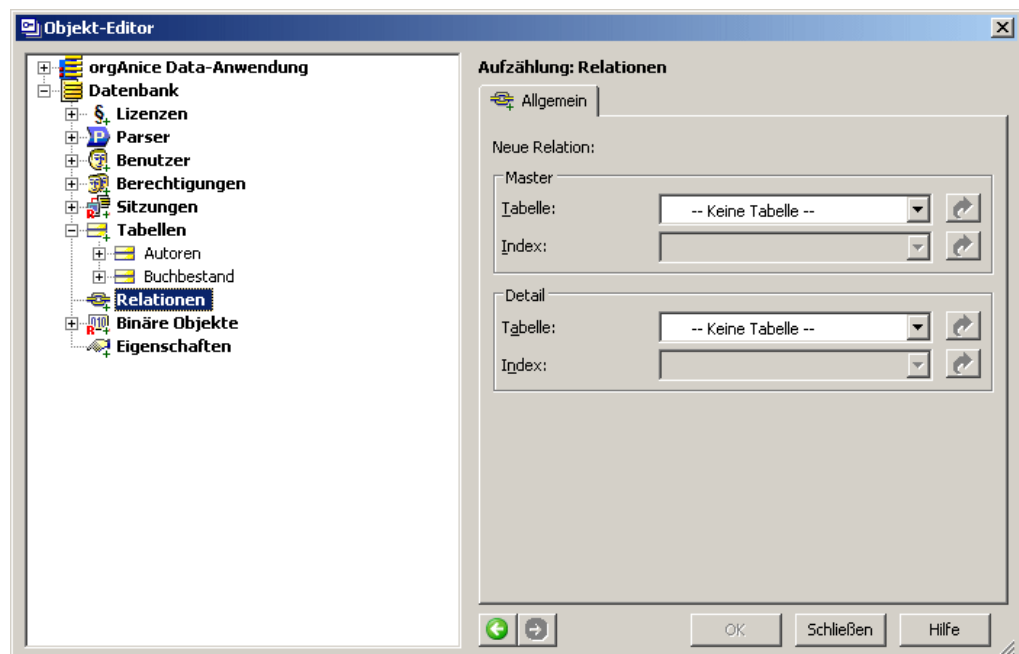 Objekt-Editor
orgAnice Data-Anwendung
Datenbank
Lizenzen
Parser
Benutzer
Berechtigungen
Sitzungen
Tabellen
Autoren
Buchbestand
Relationen
Binäre Objekte
Eigenschaften
Aufzählung: Relationen
Allgemein
Neue Relation:
Master
Tabelle:
-- Keine Tabelle --
Index:
Detail
Tabelle:
-- Keine Tabelle --
Index:
OK
Schließen
Hilfe